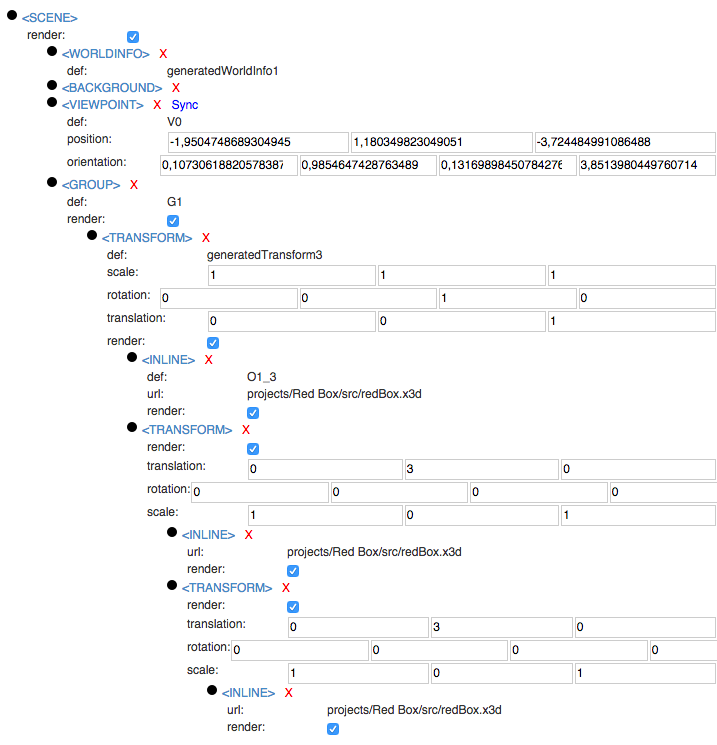 <SCENE>
render:
<WORLDINFO> X
def: generatedWorldInfo1
<BACKGROUND> X
<VIEWPOINT> X Sync
def: V0
position: -1,9504748689304945 1,180349823049051 -3,724484991086488
orientation: 0,10730618820578387 0,9854647428763489 0,13169898450784276 3,8513980449760714
<GROUP> X
def: G1
render:
<TRANSFORM> X
def: generatedTransform3
scale: 1 1 1
rotation: 0 0 1 0
translation: 0 0 1
render:
<INLINE> X
def: O1_3
url: projects/Red Box/src/redBox.x3d
render:
<TRANSFORM> X
render:
translation: 0 3 0
rotation: 0 0 0 0
scale: 1 0 1
<INLINE> X
url: projects/Red Box/src/redBox.x3d
render:
<TRANSFORM> X
render:
translation: 0 3 0
rotation: 0 0 0 0
scale: 1 0 1
<INLINE> X
url: projects/Red Box/src/redBox.x3d
render: